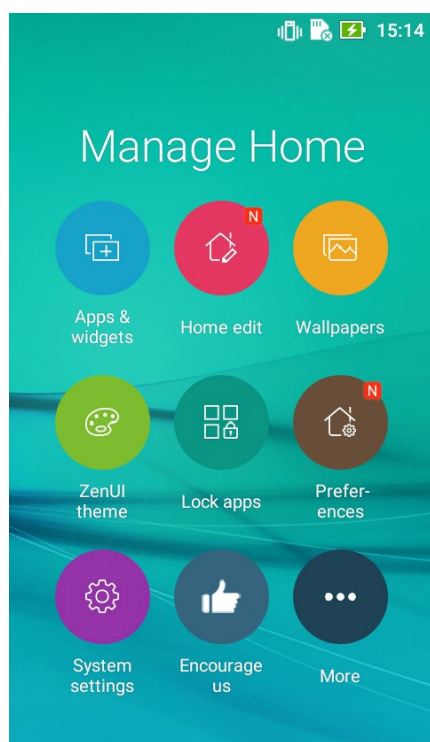 15:14
Manage Home
N
Apps &
widgets
Home edit
Wallpapers
N
ZenUI
theme
Lock apps
Prefer-
ences
System
settings
Encourage
us
More